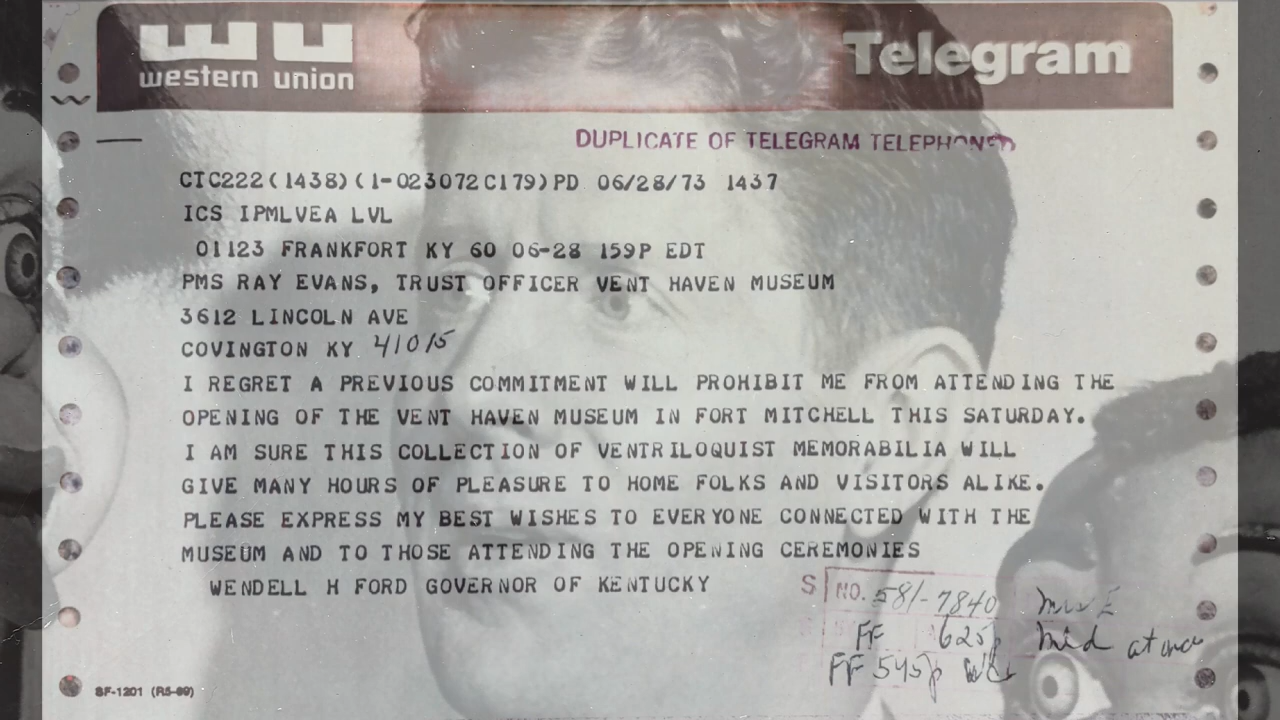 WU
western union
Telegram
DUPLICATE OF TELEGRAM TELEPHONED
CTC222(1438)(1-023072C179)PD 06/28/73 1437
ICS IPMLVEA LVL
01123 FRANKFORT KY 60 06-28 159P EDT
PMS RAY EVANS, TRUST OFFICER VENT HAVEN MUSEUM
3612 LINCOLN AVE
COVINGTON KY 41015
I REGRET A PREVIOUS COMMITMENT WILL PROHIBIT ME FROM ATTENDING THE
OPENING OF THE VENT HAVEN MUSEUM IN FORT MITCHELL THIS SATURDAY.
I AM SURE THIS COLLECTION OF VENTRILOQUIST MEMORABILIA WILL
GIVE MANY HOURS OF PLEASURE TO HOME FOLKS AND VISITORS ALIKE.
PLEASE EXPRESS MY BEST WISHES TO EVERYONE CONNECTED WITH THE
MUSEUM AND TO THOSE ATTENDING THE OPENING CEREMONIES
WENDELL H FORD GOVERNOR OF KENTUCKY
S NO. 581-7840 Mrs E
FF 625p at once
FF 545p
SF-1201 (R5-69)